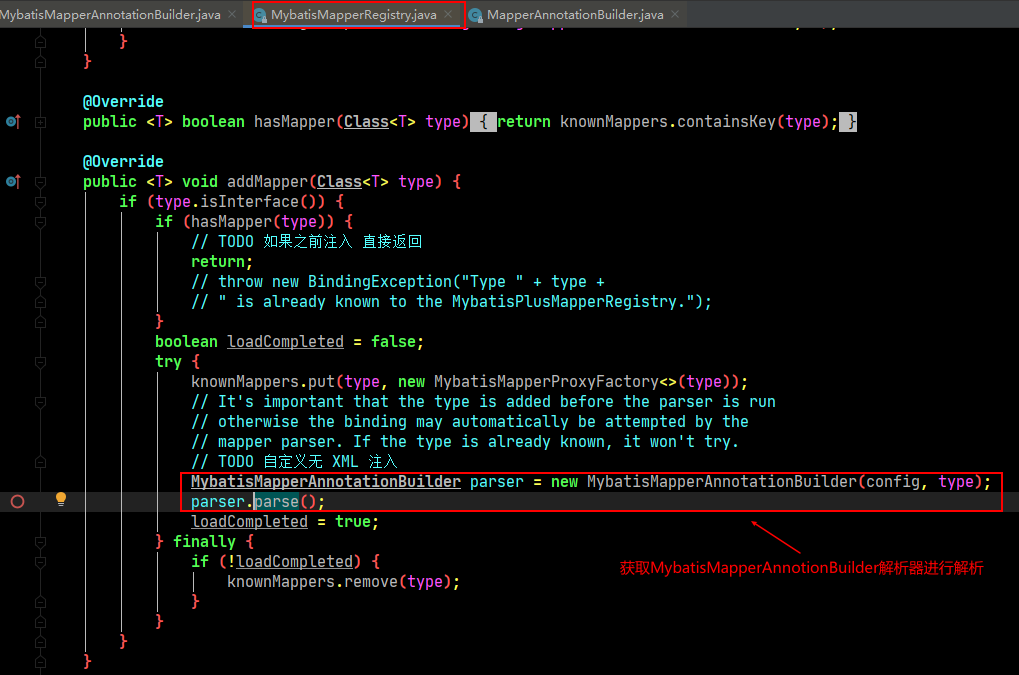 MybatisMapperAnnotationBuilder.java × MybatisMapperRegistry.java × MapperAnnotationBuilder.java ×
}
}
@Override
public <T> boolean hasMapper(Class<T> type) { return knownMappers.containsKey(type); }
@Override
public <T> void addMapper(Class<T> type) {
if (type.isInterface()) {
if (hasMapper(type)) {
// TODO 如果之前注入 直接返回
return;
// throw new BindingException("Type " + type +
// " is already known to the MybatisPlusMapperRegistry.");
}
boolean loadCompleted = false;
try {
knownMappers.put(type, new MybatisMapperProxyFactory<>(type));
// It's important that the type is added before the parser is run
// otherwise the binding may automatically be attempted by the
// mapper parser. If the type is already known, it won't try.
// TODO 自定义无 XML 注入
MybatisMapperAnnotationBuilder parser = new MybatisMapperAnnotationBuilder(config, type);
parser.parse();
loadCompleted = true;
} finally {
if (!loadCompleted) {
knownMappers.remove(type);
}
}
}
}
获取MybatisMapperAnnotionBuilder解析器进行解析